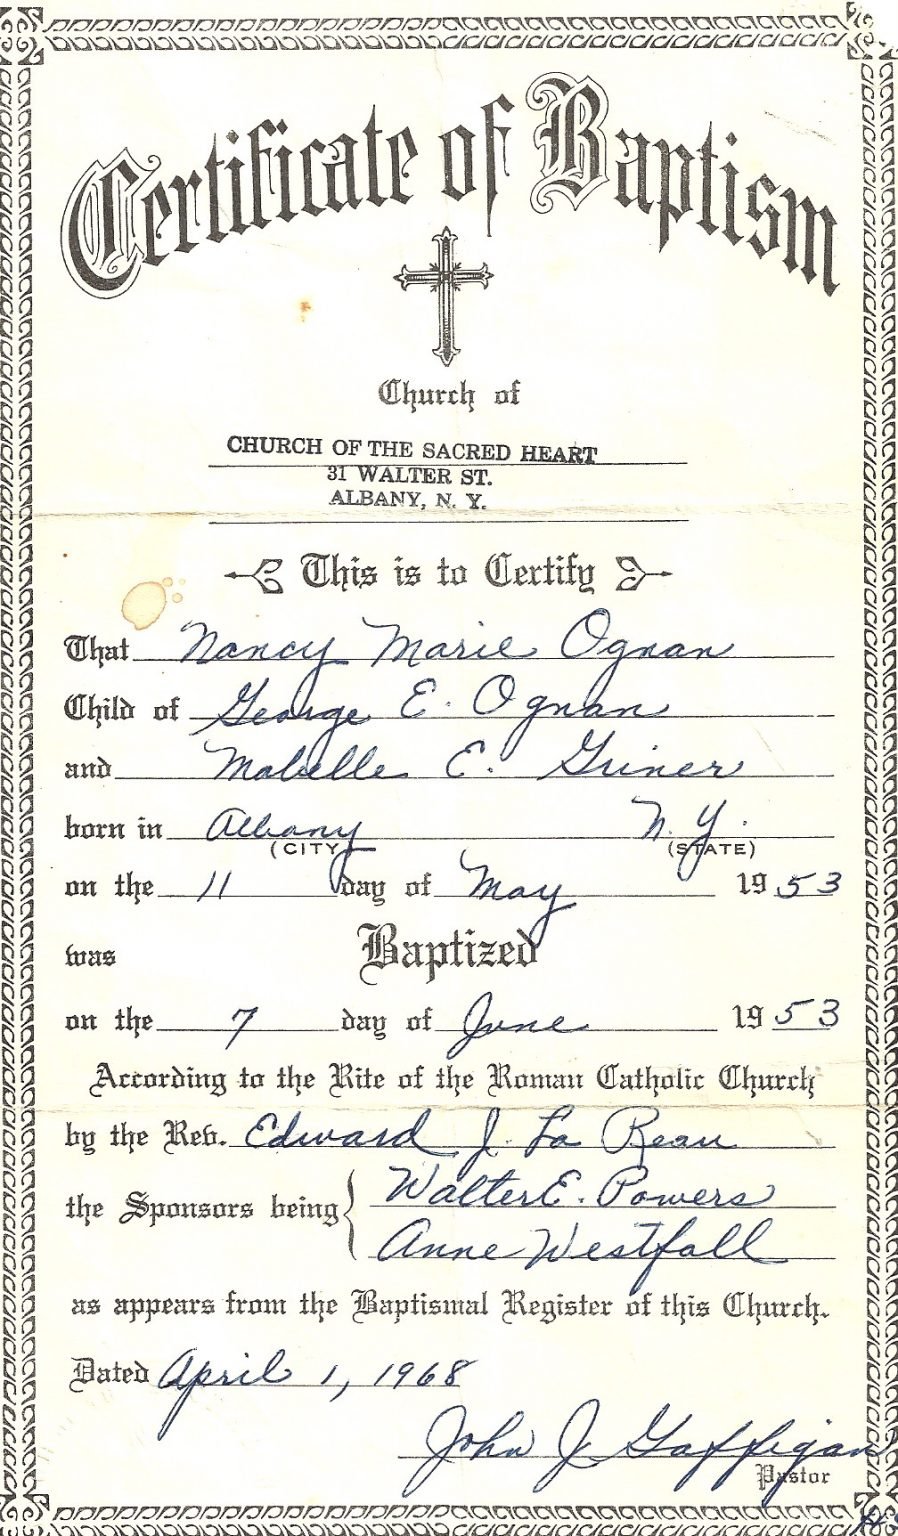 Certificate of Baptism
Church of
CHURCH OF THE SACRED HEART
31 WALTER ST.
ALBANY, N. Y.
This is to Certify
That Nancy Marie Ognan
Child of George E. Ognan
and Mabelle E. Griner
born in Albany N. Y.
(CITY) (STATE)
on the 11 day of May 1953
was Baptized
on the 7 day of June 1953
According to the Rite of the Roman Catholic Church
by the Rev. Edward J. La Reau
the Sponsors being Walter E. Powers
Anne Westfall
as appears from the Baptismal Register of this Church.
Dated April 1, 1968
John J Gaffigan
Pastor